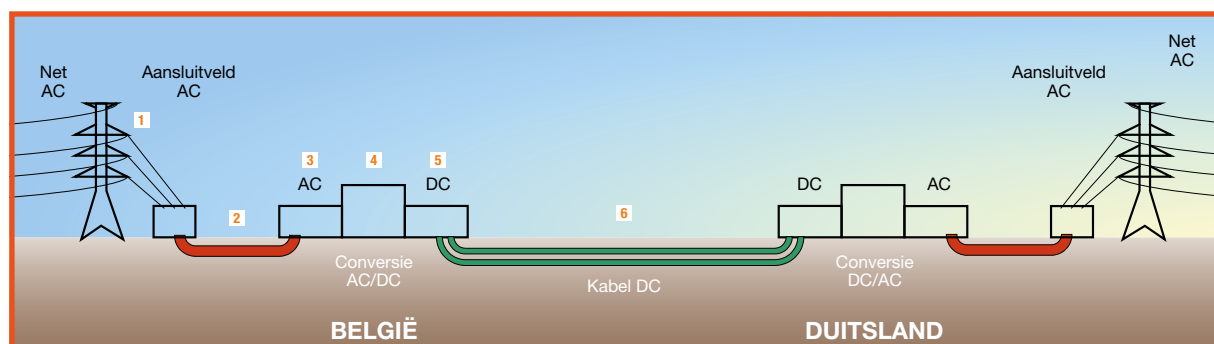 Net
AC
Aansluitveld
AC
1
2
3
AC
4
5
DC
6
DC
AC
Aansluitveld
AC
Net
AC
Conversie
AC/DC
Kabel DC
Conversie
DC/AC
BELGIË
DUITSLAND